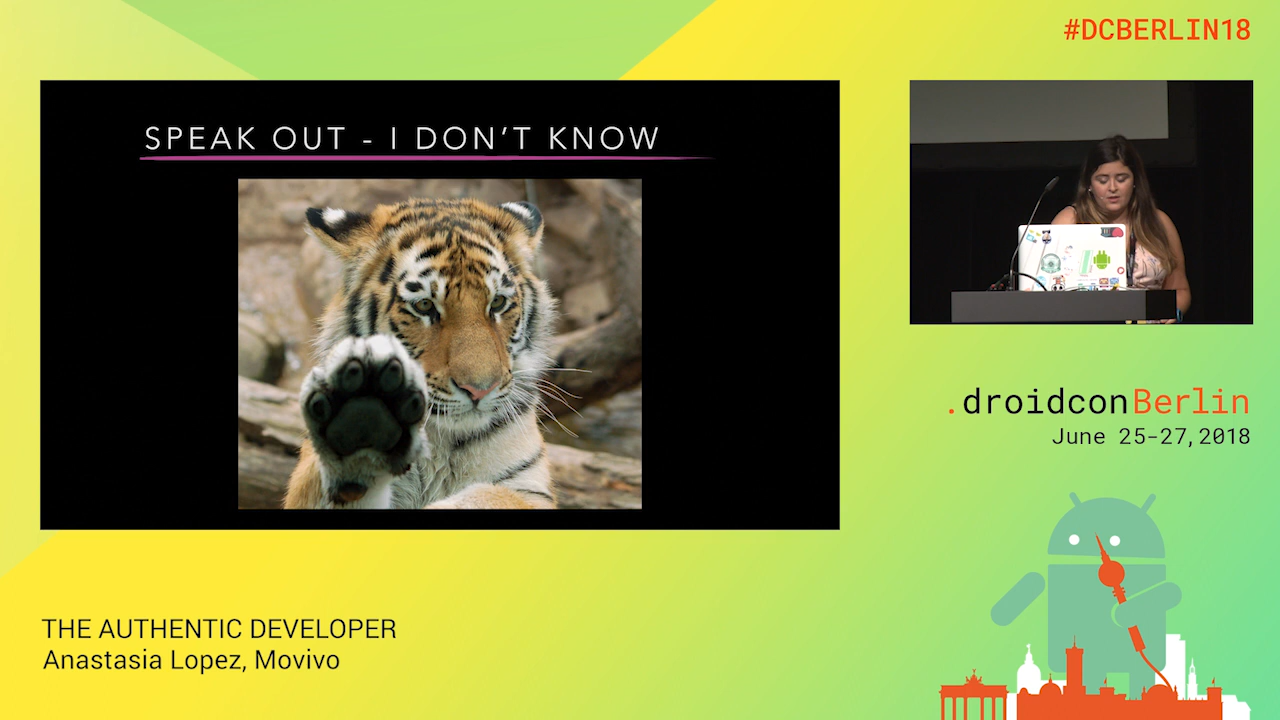 #DCBERLIN18
SPEAK OUT - I DON'T KNOW
.droidconBerlin
June 25-27, 2018
THE AUTHENTIC DEVELOPER
Anastasia Lopez, Movivo